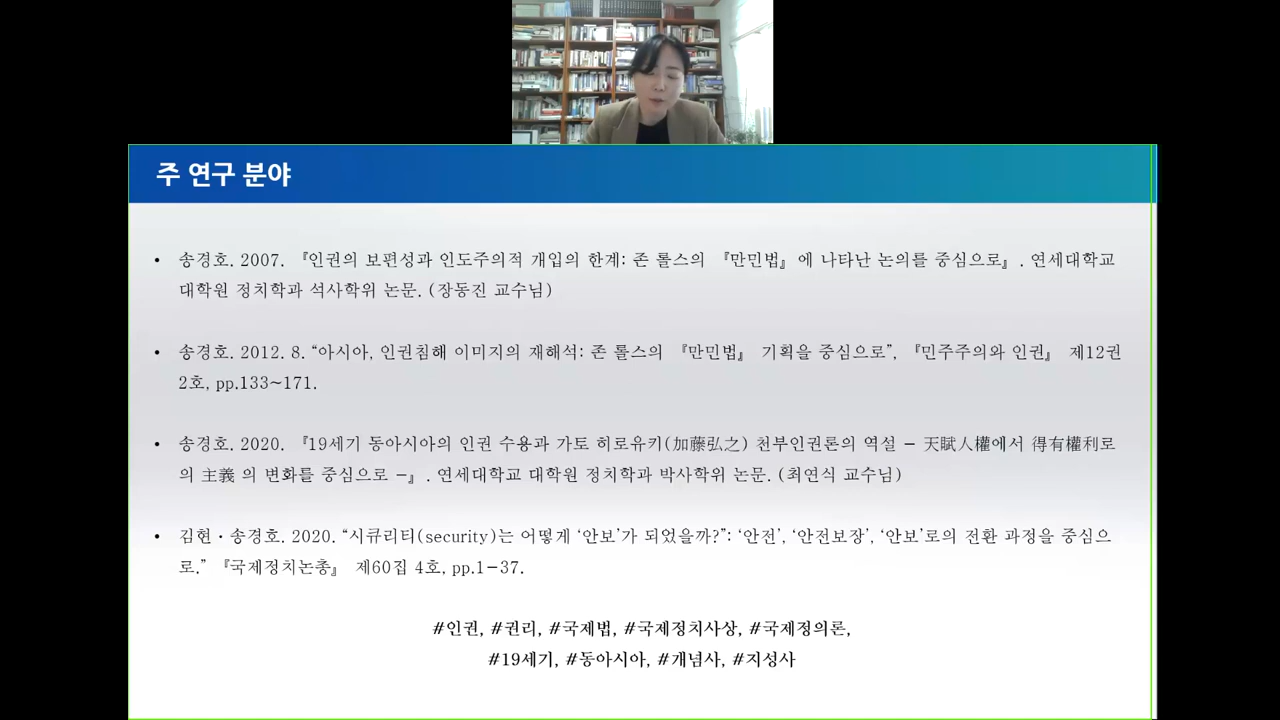 주 연구 분야
• 송경호. 2007. 『인권의 보편성과 인도주의적 개입의 한계: 존 롤스의 『만민법』에 나타난 논의를 중심으로』. 연세대학교
대학원 정치학과 석사학위 논문. (장동진 교수님)
• 송경호. 2012. 8. “아시아, 인권침해 이미지의 재해석: 존 롤스의 『만민법』 기획을 중심으로”, 『민주주의와 인권』 제12권
2호, pp.133~171.
• 송경호. 2020. 『19세기 동아시아의 인권 수용과 가토 히로유키(加藤弘之) 천부인권론의 역설 − 天賦人權에서 得有權利로
의 主義 의 변화를 중심으로 −』. 연세대학교 대학원 정치학과 박사학위 논문. (최연식 교수님)
• 김현·송경호. 2020. “시큐리티(security)는 어떻게 ‘안보’가 되었을까?”: ‘안전’, ‘안전보장’, ‘안보’로의 전환 과정을 중심으
로.” 『국제정치논총』 제60집 4호, pp.1−37.
#인권, #권리, #국제법, #국제정치사상, #국제정의론,
#19세기, #동아시아, #개념사, #지성사